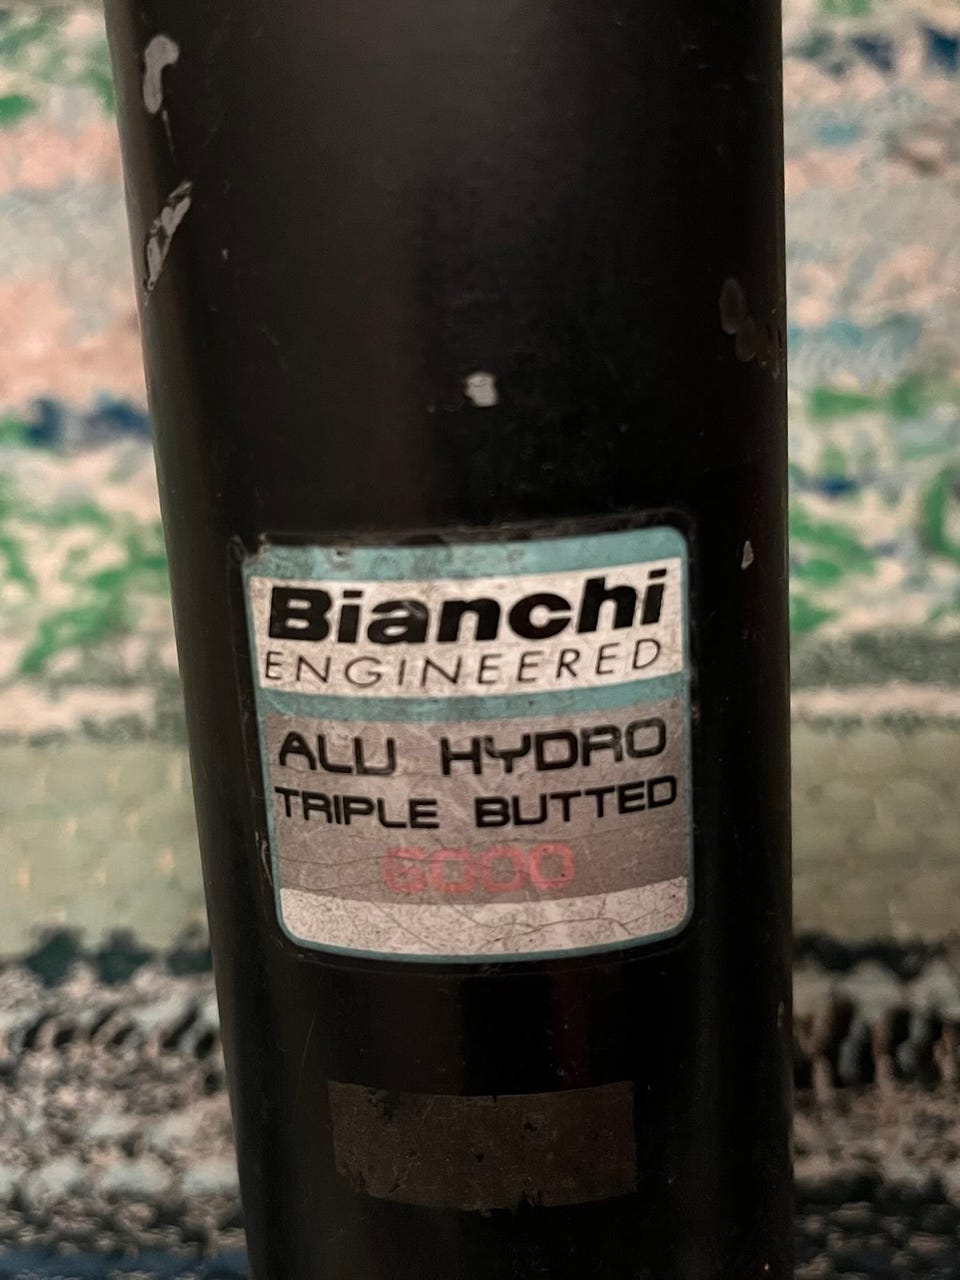 Bianchi
ENGINEERED
ALU HYDRO
TRIPLE BUTTED
6000